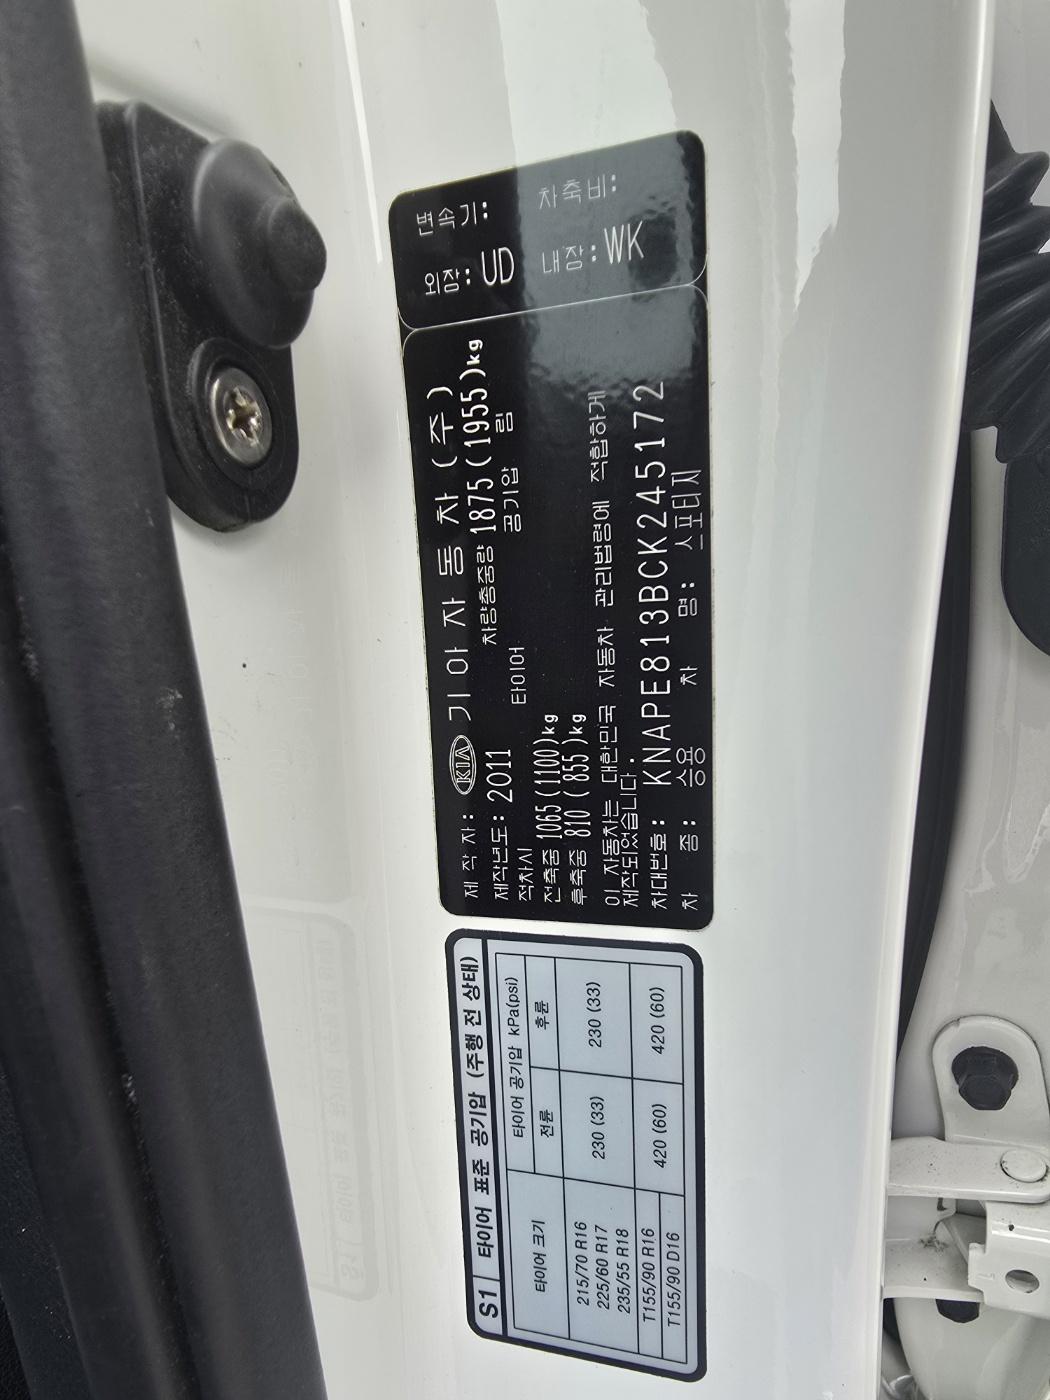 제 작 자: KIA 기 아 자 동 차 (주)
제작년도: 2011 차량총중량 1875(1955)kg
적차시 타이어 공기압 림
전축중 1065(1100)kg
후축중 810 ( 855 )kg
이 자동차는 대한민국 자동차 관리법령에 적합하게
제작되었습니다.
차대번호: KNAPE813BCK245172
차 종: 승용 차 명: 스포티지
변속기: 차축비:
외장: UD 내장: WK
S1 타이어 표준 공기압 (주행 전 상태)
타이어 크기 타이어 공기압 kPa(psi)
전륜 후륜
215/70 R16
225/60 R17 230 (33) 230 (33)
235/55 R18
T155/90 R16 420 (60) 420 (60)
T155/90 D16